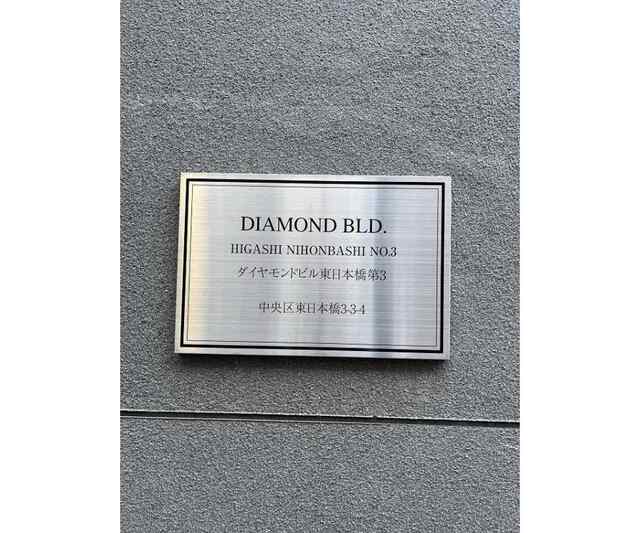 DIAMOND BLD.
HIGASHI NIHONBASHI NO.3
ダイヤモンドビル東日本橋第3
中央区東日本橋3-3-4